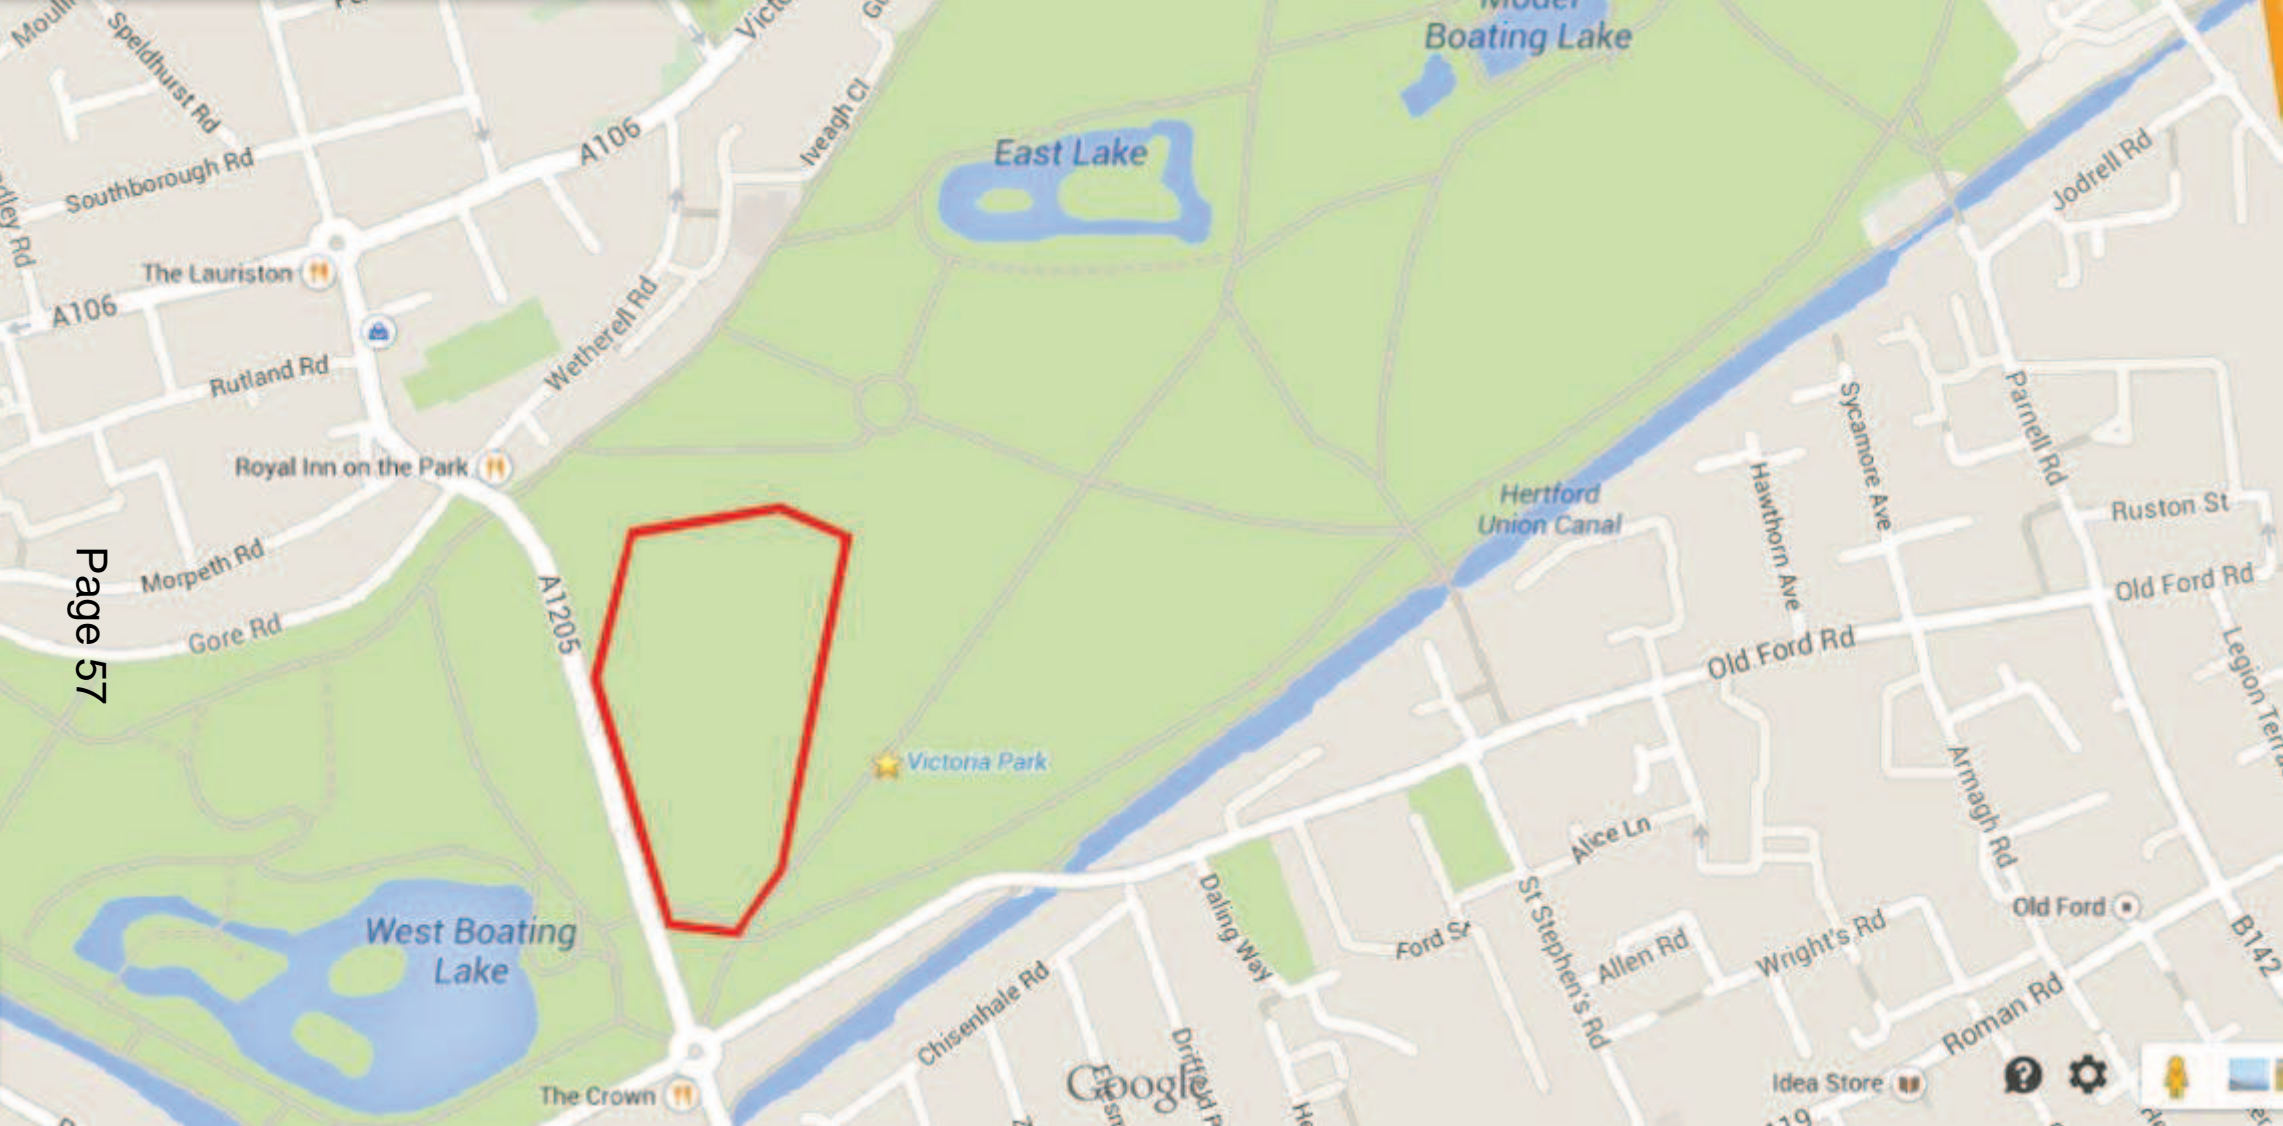 Speldhurst Rd
A106
Iveagh Cl
Boating Lake
East Lake
Southborough Rd
Jodrell Rd
The Lauriston
A106
Wetherell Rd
Rutland Rd
Parnell Rd
Sycamore Ave
Royal Inn on the Park
Hawthorn Ave
Hertford
Union Canal
Ruston St
Morpeth Rd
A1205
Old Ford Rd
Page 57
Gore Rd
Old Ford Rd
Victoria Park
Armagh Rd
Alice Ln
Daling Way
St Stephen's Rd
Old Ford
West Boating
Lake
Ford St
Allen Rd
Wright's Rd
B142
Chisenhale Rd
Roman Rd
Google
Idea Store
The Crown